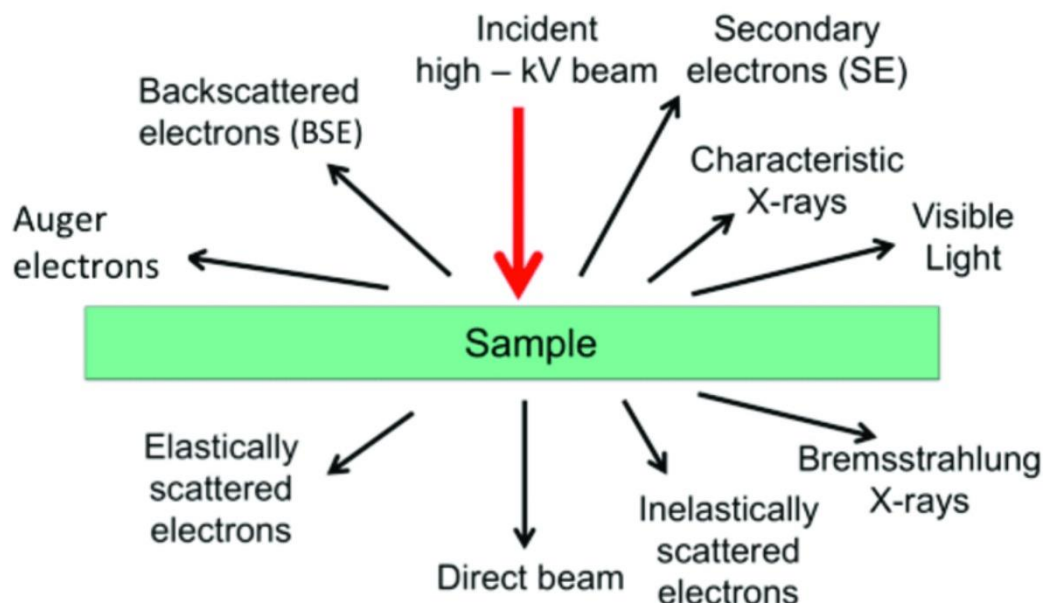 Incident
high – kV beam
Secondary
electrons (SE)
Backscattered
electrons (BSE)
Characteristic
X-rays
Auger
electrons
Visible
Light
Sample
Elastically
scattered
electrons
Direct beam
Inelastically
scattered
electrons
Bremsstrahlung
X-rays